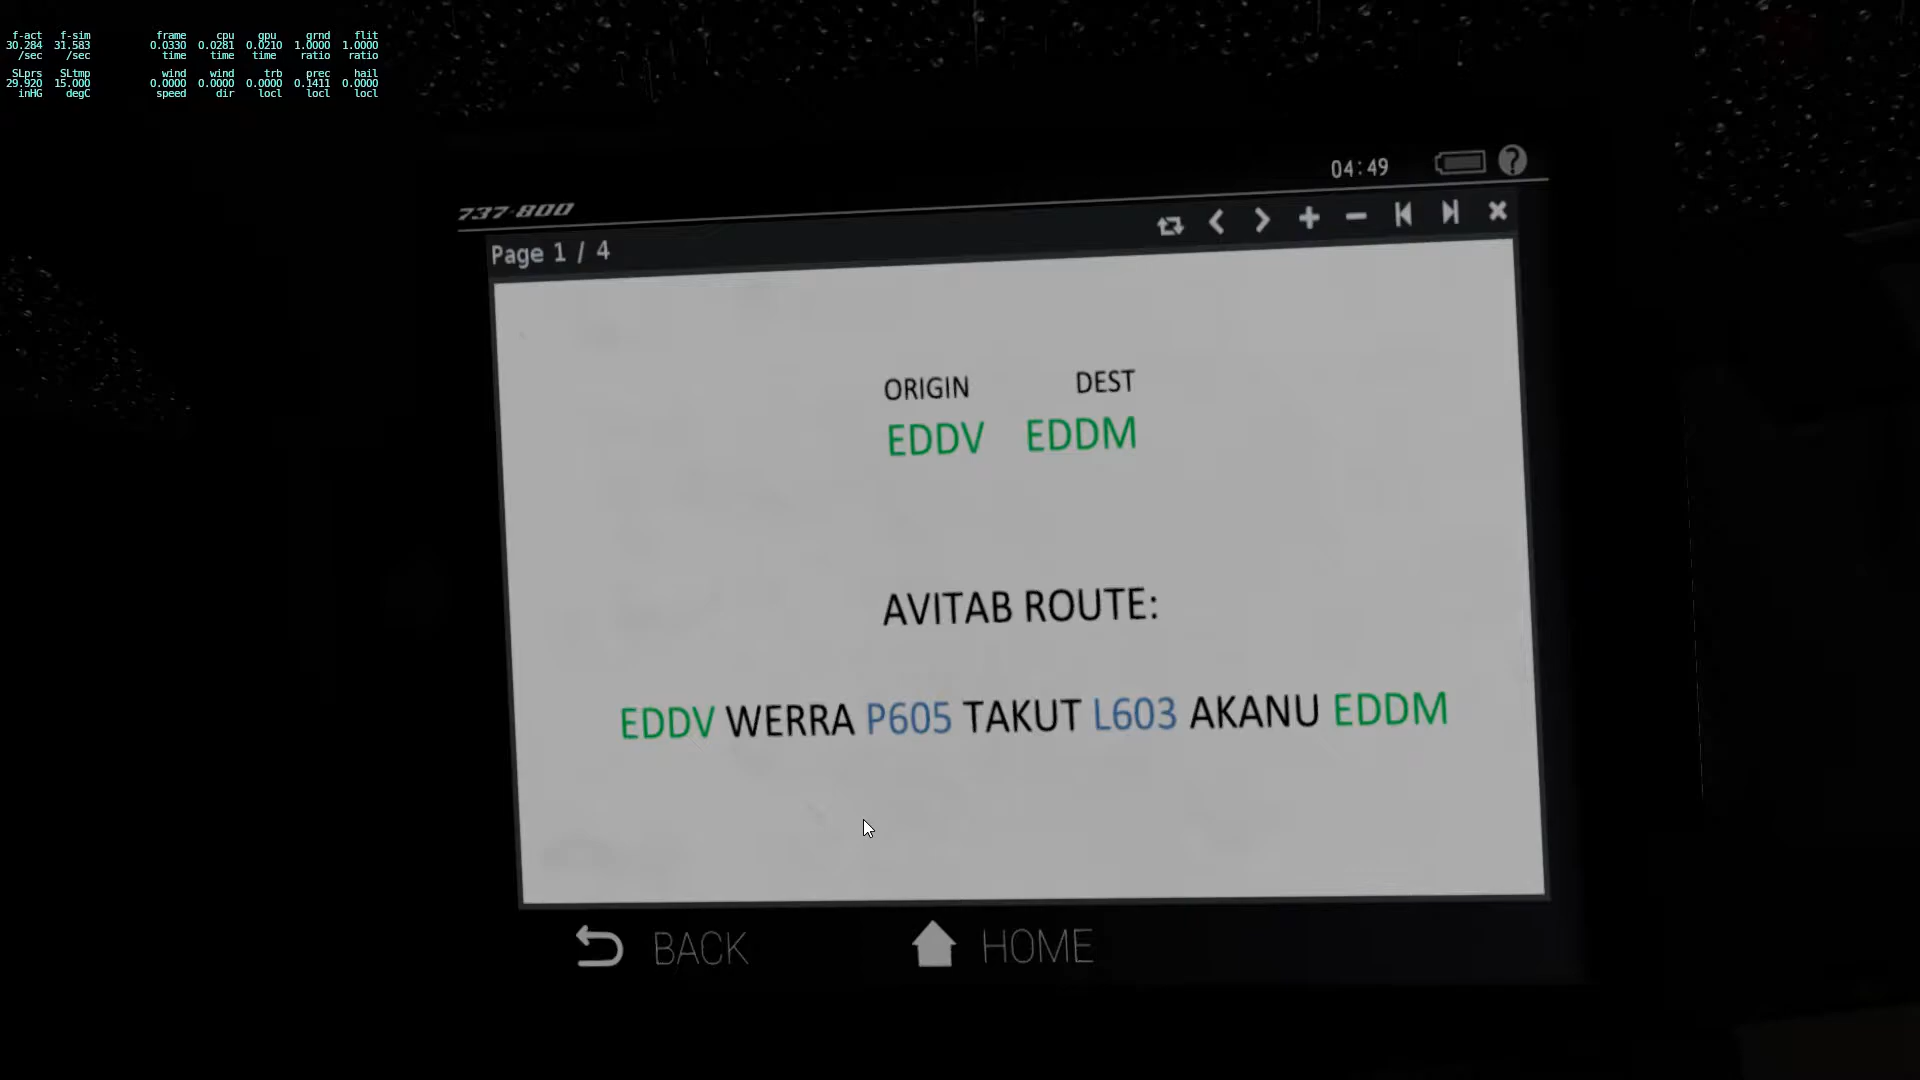 f-act f-sim frame cpu gpu grnd flit
30.284 31.583 0.0330 0.0281 0.0210 1.0000 1.0000
/sec /sec time time time ratio ratio
SLprs SLtmp wind wind trb prec hail
29.920 15.000 0.0000 0.0000 0.0000 0.1411 0.0000
inHG degC speed dir locl locl locl
04:49
737-800
Page 1 / 4
ORIGIN DEST
EDDV EDDM
AVITAB ROUTE:
EDDV WERRA P605 TAKUT L603 AKANU EDDM
BACK HOME